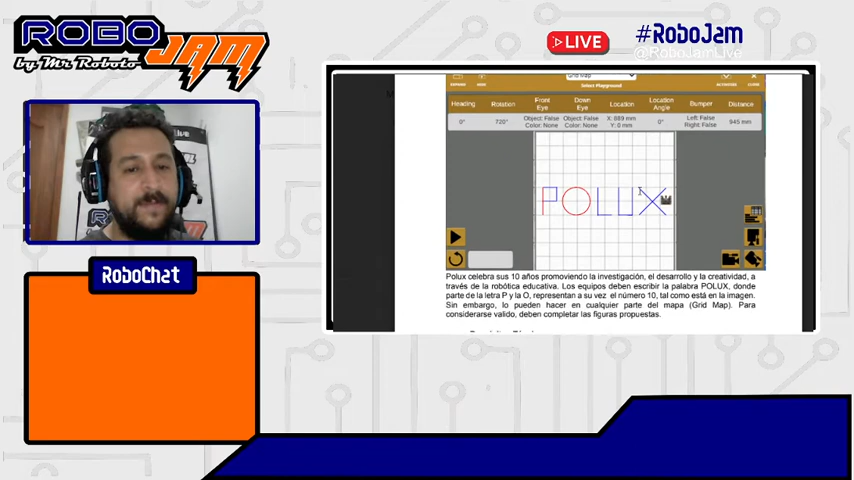 ROBO
JAM
by Mr Roboto
LIVE
#RoboJam
@RoboJamLive
Grid Map
Select Playground
Heading
Rotation
Front Eye
Down Eye
Location
Location Angle
Bumper
Distance
0°
720°
Object: False Color: None
Object: False Color: None
X: 889 mm Y: 0 mm
0°
Left False Right: False
945 mm
POLUX
Polux celebra sus 10 años promoviendo la investigación, el desarrollo y la creatividad, a
través de la robótica educativa. Los equipos deben escribir la palabra POLUX, donde
parte de la letra P y la O, representan a su vez el número 10, tal como está en la imagen.
Sin embargo, lo pueden hacer en cualquier parte del mapa (Grid Map). Para
considerarse valido, deben completar las figuras propuestas.
RoboChat